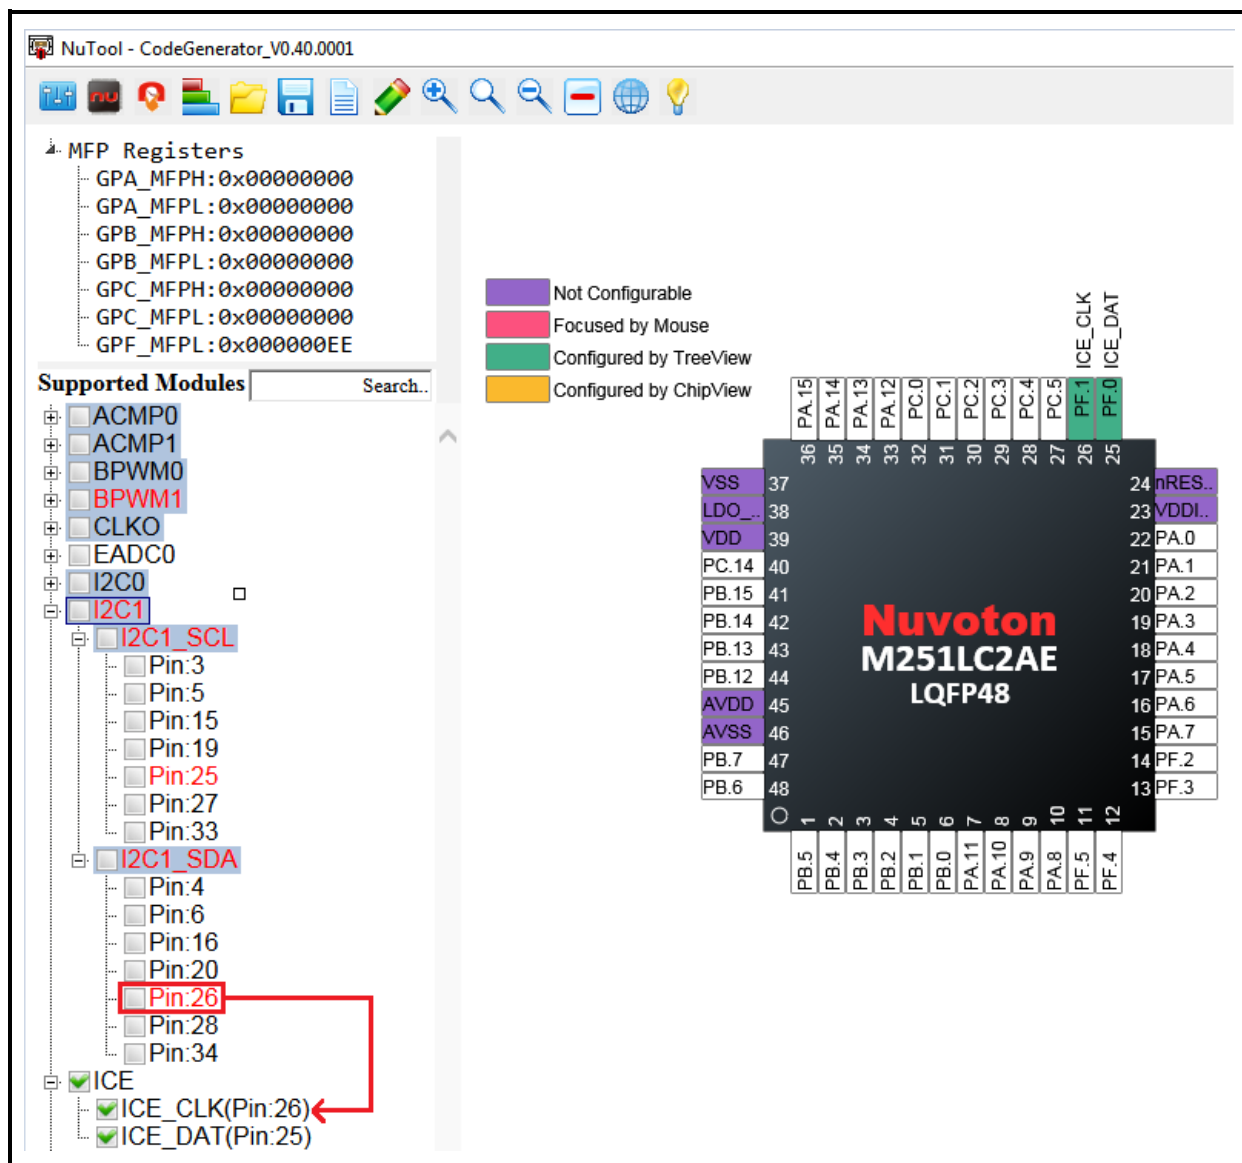 NuTool - CodeGenerator_V0.40.0001
nu
MFP Registers
GPA_MFPH:0x00000000
GPA_MFPL:0x00000000
GPB_MFPH:0x00000000
GPB_MFPL:0x00000000
GPC_MFPH:0x00000000
GPC_MFPL:0x00000000
GPF_MFPL:0x000000EE
Supported Modules
Search..
ACMP0
ACMP1
BPWM0
BPWM1
CLKO
EADC0
I2C0
I2C1
I2C1_SCL
Pin:3
Pin:5
Pin:15
Pin:19
Pin:25
Pin:27
Pin:33
I2C1_SDA
Pin:4
Pin:6
Pin:16
Pin:20
Pin:26
Pin:28
Pin:34
ICE
ICE_CLK(Pin:26)
ICE_DAT(Pin:25)
Not Configurable
Focused by Mouse
Configured by TreeView
Configured by ChipView
ICE_CLK
ICE_DAT
PA.15
PA.14
PA.13
PA.12
PC.0
PC.1
PC.2
PC.3
PC.4
PC.5
PF.1
PF.0
36
35
34
33
32
31
30
29
28
27
26
25
VSS 37
LDO_.. 38
VDD 39
PC.14 40
PB.15 41
PB.14 42
PB.13 43
PB.12 44
AVDD 45
AVSS 46
PB.7 47
PB.6 48
Nuvoton
M251LC2AE
LQFP48
24 nRES..
23 VDDI..
22 PA.0
21 PA.1
20 PA.2
19 PA.3
18 PA.4
17 PA.5
16 PA.6
15 PA.7
14 PF.2
13 PF.3
1
2
3
4
5
6
7
8
9
10
11
12
PB.5
PB.4
PB.3
PB.2
PB.1
PB.0
PA.11
PA.10
PA.9
PA.8
PF.5
PF.4